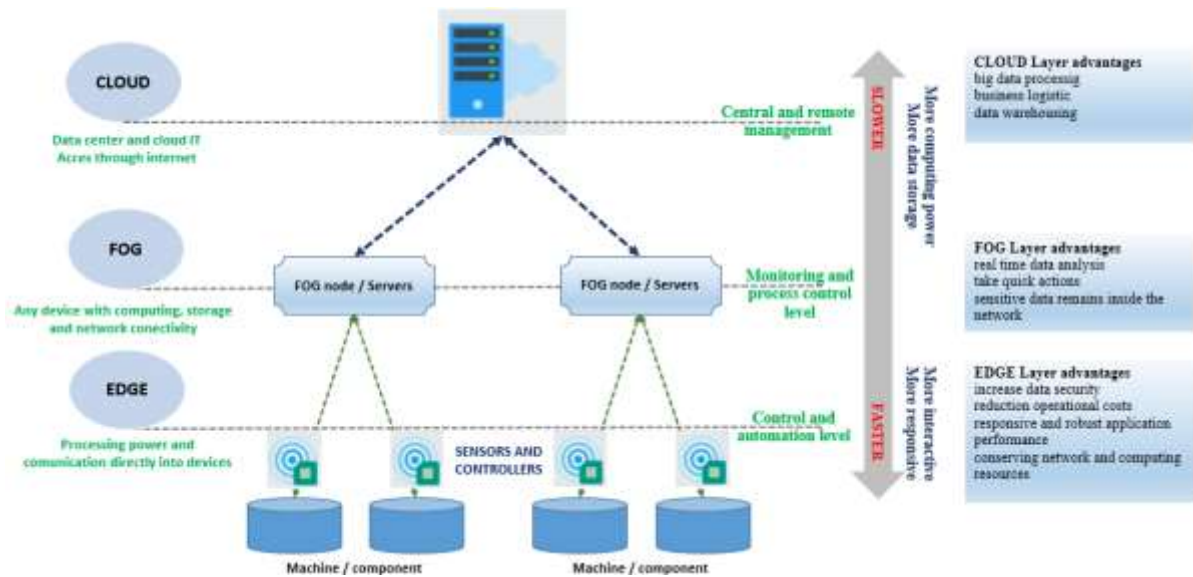 CLOUD
Data center and cloud IT
Acres through internet
Central and remote
management
SLOWER
More computing power
More data storage
CLOUD Layer advantages
big data processig
business logistic
data warehousing
FOG
Any device with computing, storage
and network conectivity
FOG node / Servers
FOG node / Servers
Monitoring and
process control
level
FOG Layer advantages
real time data analysis
take quick actions
sensitive data remains inside the
network
EDGE
Processing power and
comunication directly into devices
SENSORS AND
CONTROLLERS
Control and
automation level
FASTER
More interactive
More responsive
EDGE Layer advantages
increase data security
reduction operational costs
responsive and robust application
performance
conserving network and computing
resources
Machine / component
Machine / component